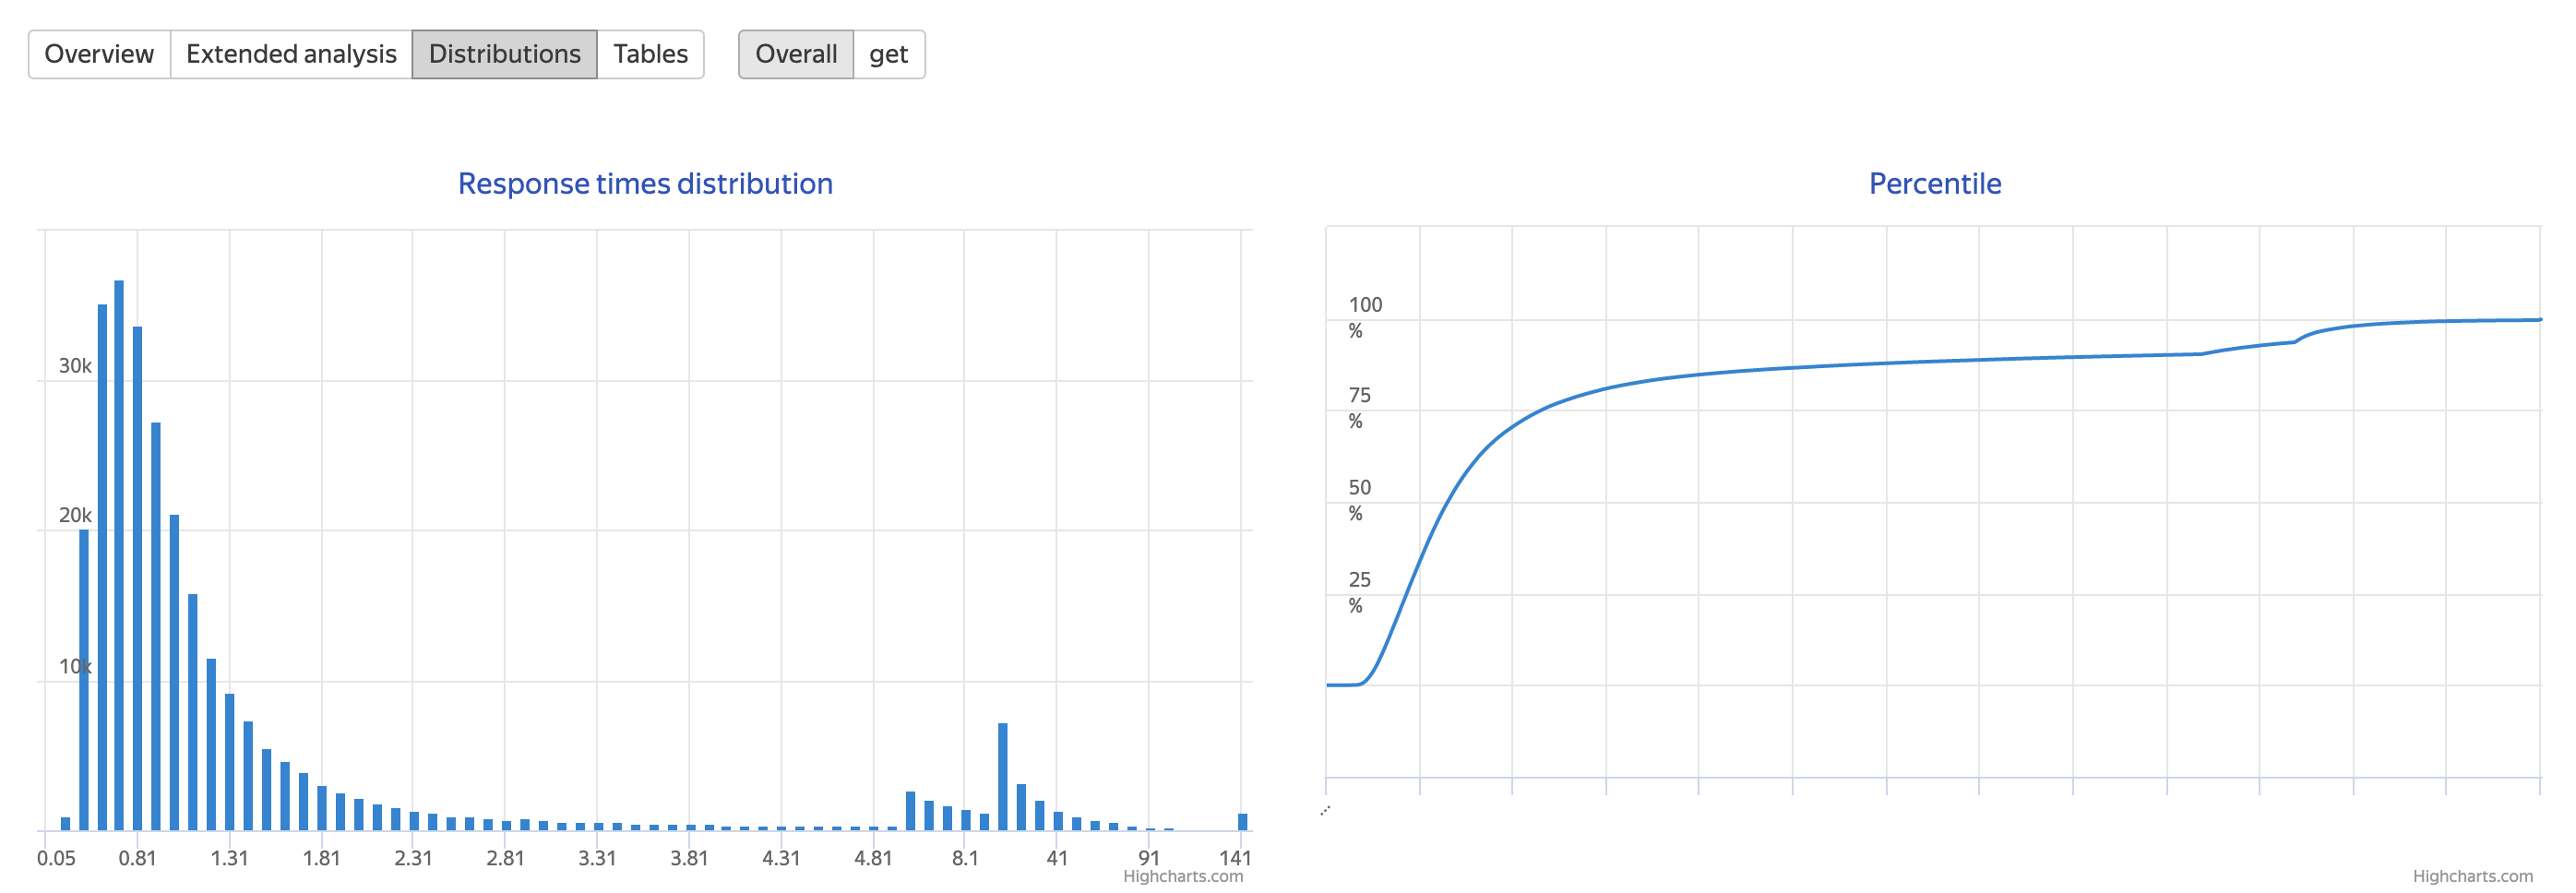 Overview Extended analysis Distributions Tables Overall get
Response times distribution
30k
20k
10k
0.05 0.81 1.31 1.81 2.31 2.81 3.31 3.81 4.31 4.81 8.1 41 91 141
Highcharts.com
Percentile
100
%
75
%
50
%
25
%
Highcharts.com